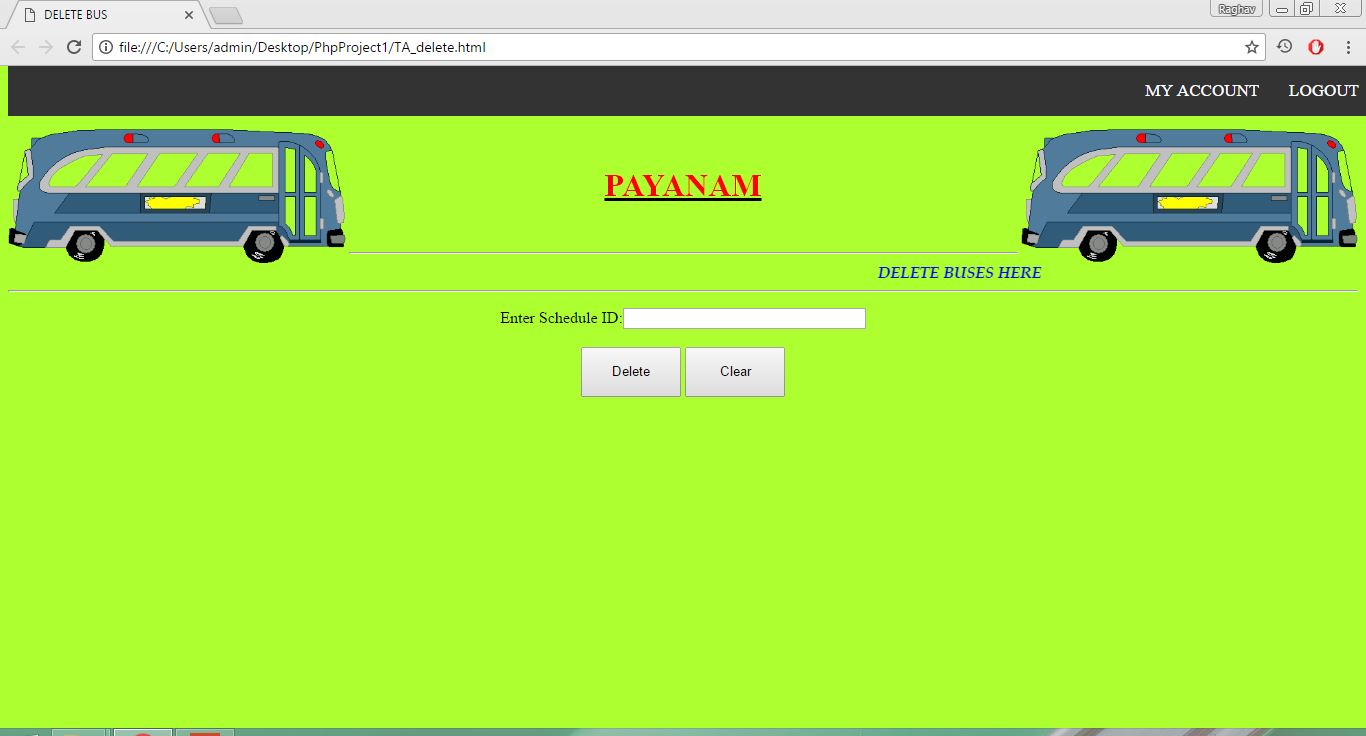 DELETE BUS
Raghav
file:///C:/Users/admin/Desktop/PhpProject1/TA_delete.html
MY ACCOUNT LOGOUT
PAYANAM
DELETE BUSES HERE
Enter Schedule ID:
Delete Clear